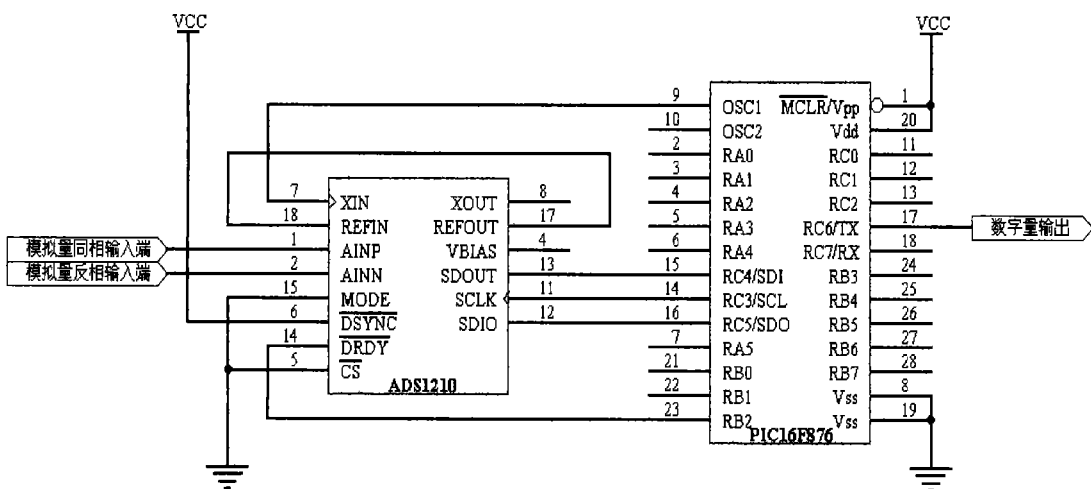 VCC
VCC
9
OSC1
MCLR/Vpp
1
10
OSC2
Vdd
20
2
RA0
RC0
11
3
RA1
RC1
12
4
RA2
RC2
13
5
RA3
RC6/TX
17
数字量输出
6
RA4
RC7/RX
18
15
RC4/SDI
RB3
24
14
RC3/SCL
RB4
25
16
RC5/SDO
RB5
26
7
RA5
RB6
27
21
RB0
RB7
28
22
RB1
Vss
8
23
RB2
Vss
19
PIC16F876
7
XIN
XOUT
8
18
REFIN
REFOUT
17
模拟量同相输入端
1
AINP
VBIAS
4
模拟量反相输入端
2
AINN
SDOUT
13
15
MODE
SCLK
11
6
DSYNC
SDIO
12
14
DRDY
5
CS
ADS1210